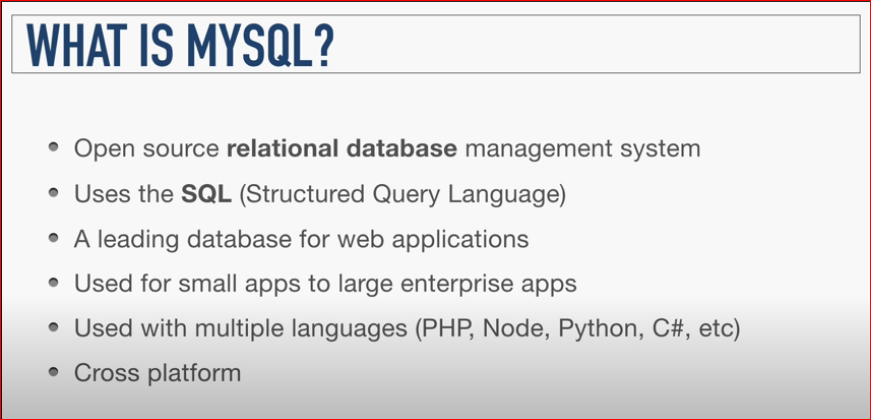 WHAT IS MYSQL?
• Open source relational database management system
• Uses the SQL (Structured Query Language)
• A leading database for web applications
• Used for small apps to large enterprise apps
• Used with multiple languages (PHP, Node, Python, C#, etc)
• Cross platform